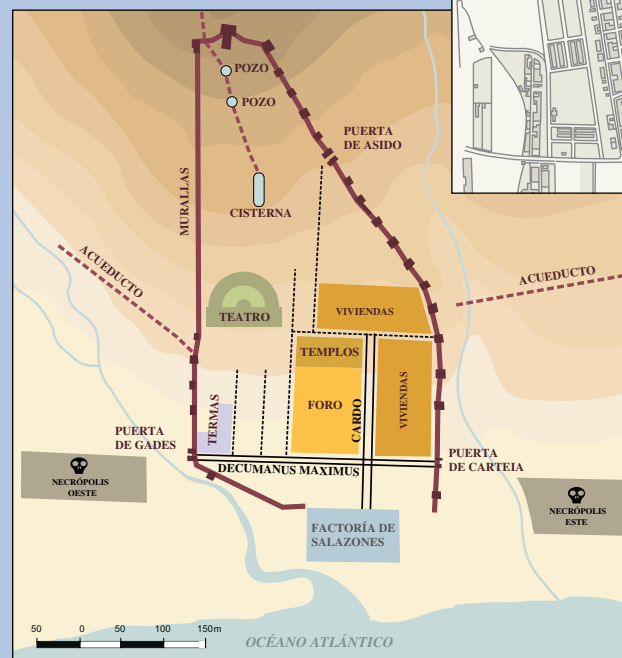 POZO
POZO
PUERTA
DE ASIDO
MURALLAS
CISTERNA
ACUEDUCTO
ACUEDUCTO
TEATRO
VIVIENDAS
TEMPLOS
FORO
CARDO
VIVIENDAS
TERMAS
PUERTA
DE GADES
PUERTA
DE CARTEIA
DECUMANUS MAXIMUS
NECRÓPOLIS
OESTE
NECRÓPOLIS
ESTE
FACTORÍA DE
SALAZONES
50 0 50 100 150m
OCÉANO ATLÁNTICO